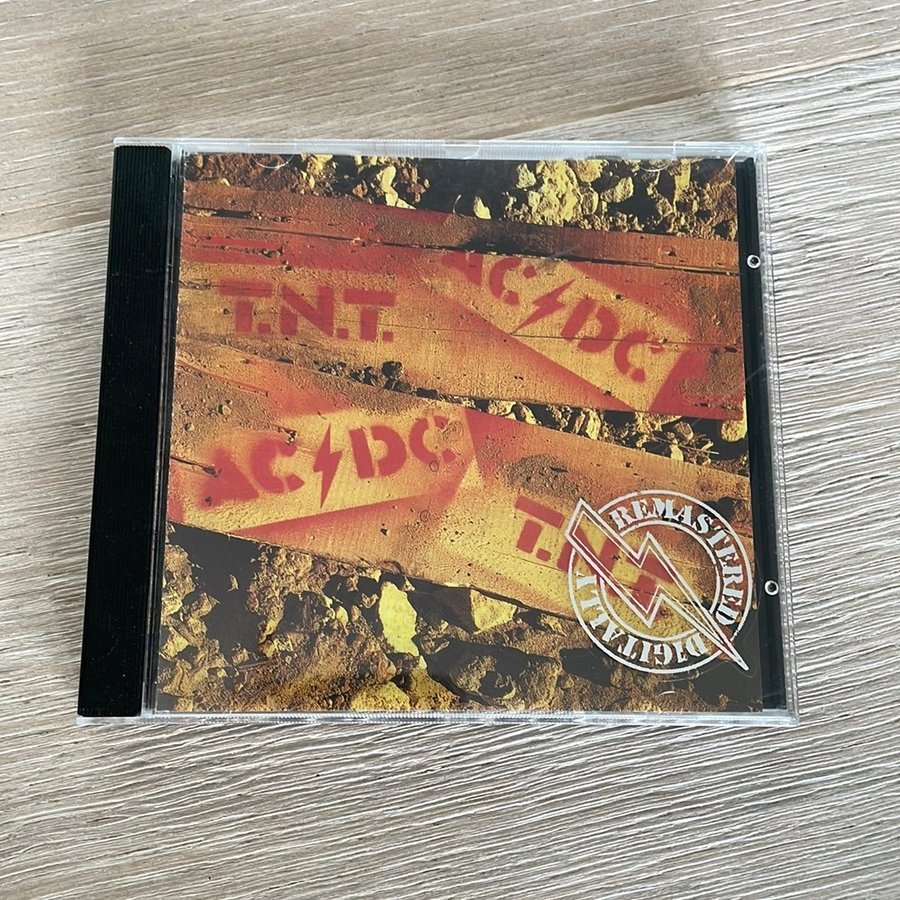 T.N.T.
AC/DC
AC/DC
T.N.T.
REMASTERED DIGITALLY